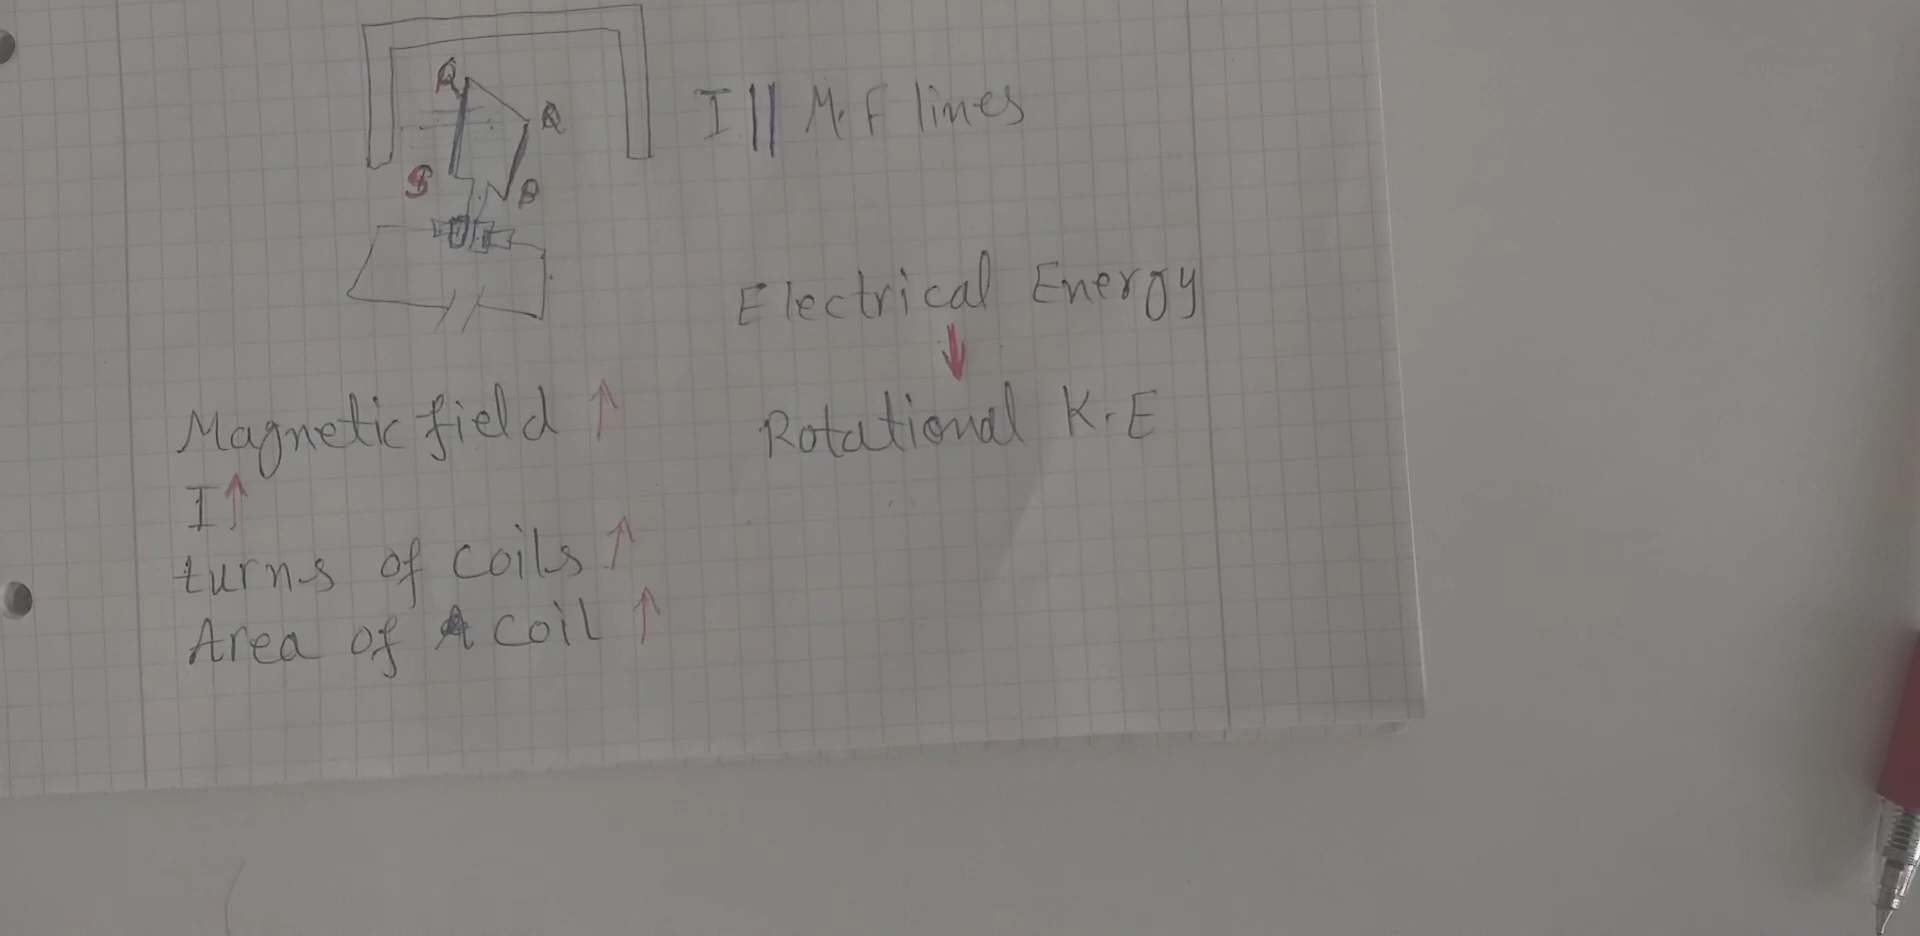 R
Q
S
P
I || M.F lines
Electrical Energy
↓
Rotational K.E
Magnetic field ↑
I ↑
turns of coils ↑
Area of A coil ↑